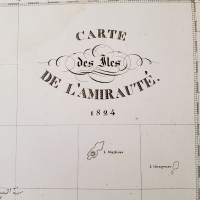 CARTE
des Iles
DE L'AMIRAUTÉ.
1824